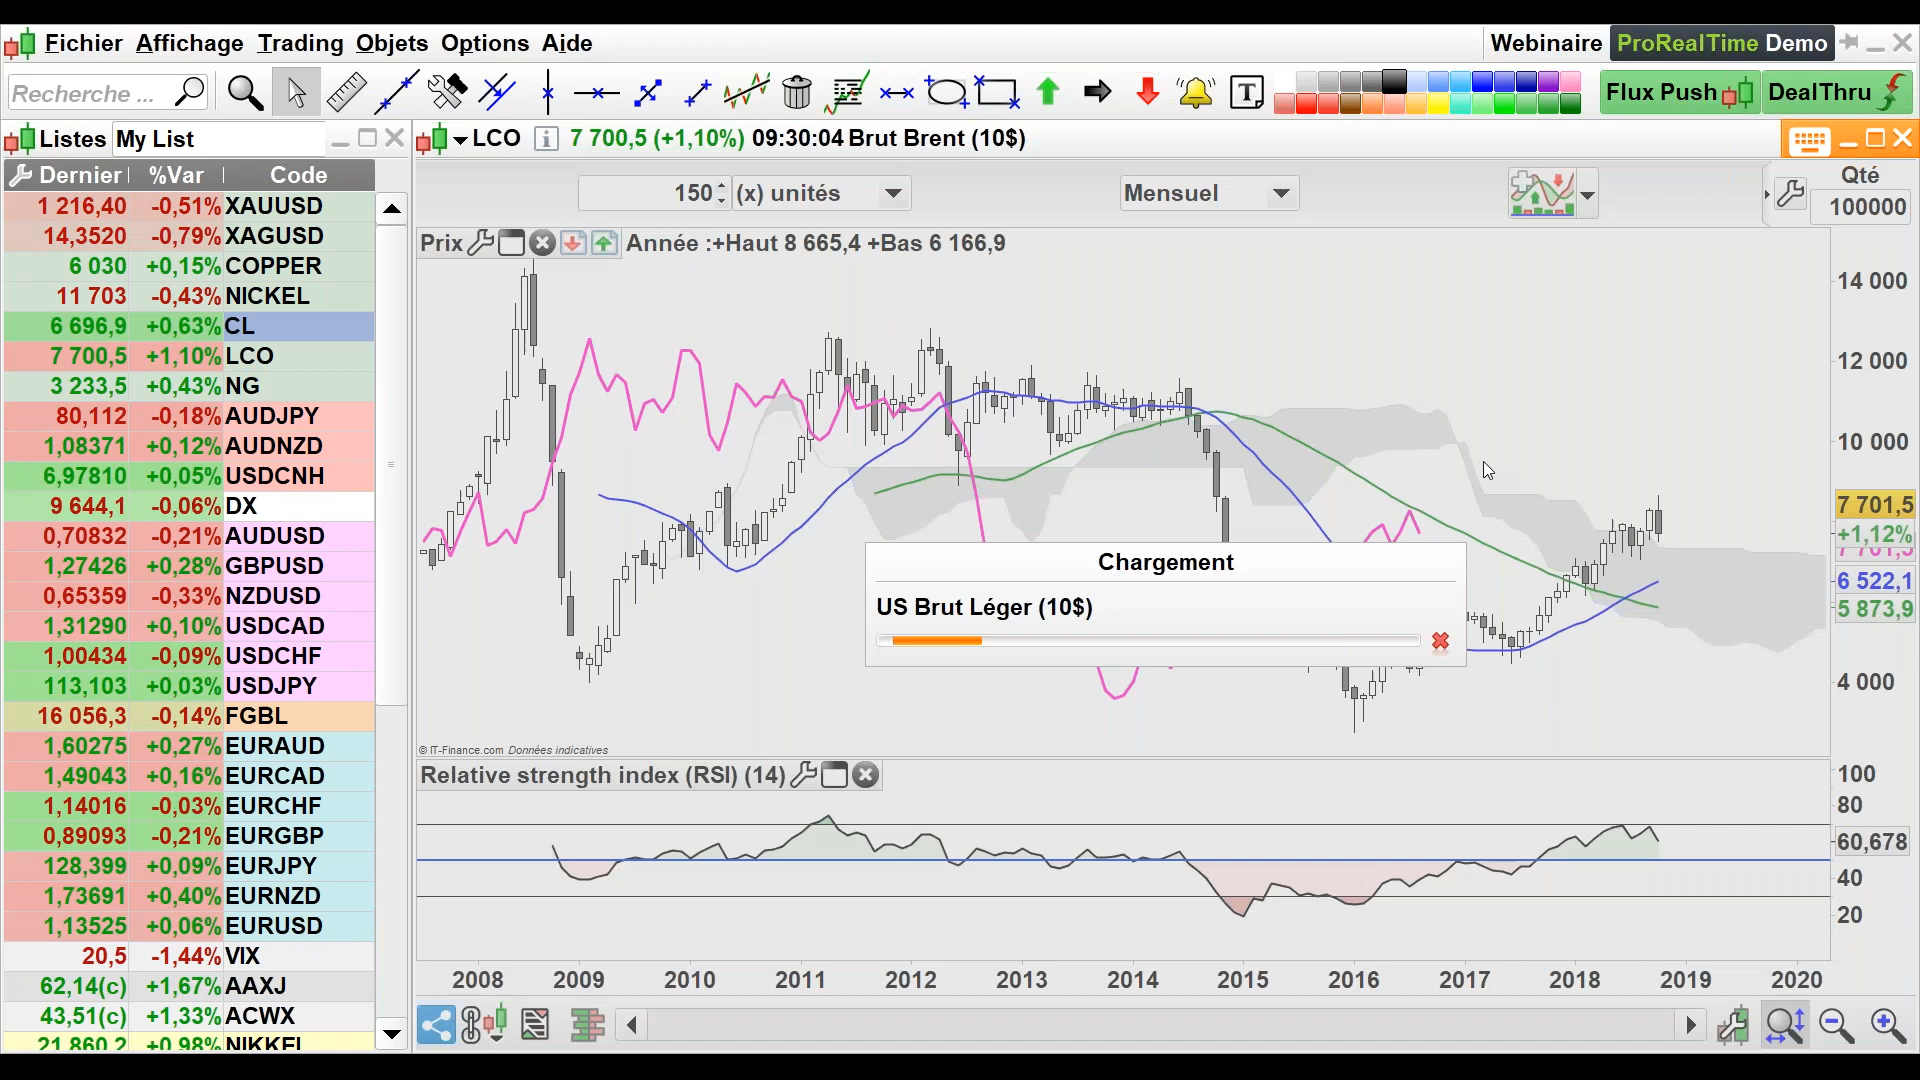 Fichier Affichage Trading Objets Options Aide Webinaire ProRealTime Demo
Recherche ... T Flux Push DealThru
Listes My List LCO i 7 700,5 (+1,10%) 09:30:04 Brut Brent (10$)
Dernier %Var Code
150 (x) unités Mensuel Qté
100000
Prix Année :+Haut 8 665,4 +Bas 6 166,9
1 216,40 -0,51% XAUUSD
14,3520 -0,79% XAGUSD
6 030 +0,15% COPPER
11 703 -0,43% NICKEL
6 696,9 +0,63% CL
7 700,5 +1,10% LCO
3 233,5 +0,43% NG
80,112 -0,18% AUDJPY
1,08371 +0,12% AUDNZD
6,97810 +0,05% USDCNH
9 644,1 -0,06% DX
0,70832 -0,21% AUDUSD
1,27426 +0,28% GBPUSD
0,65359 -0,33% NZDUSD
1,31290 +0,10% USDCAD
1,00434 -0,09% USDCHF
113,103 +0,03% USDJPY
16 056,3 -0,14% FGBL
1,60275 +0,27% EURAUD
1,49043 +0,16% EURCAD
1,14016 -0,03% EURCHF
0,89093 -0,21% EURGBP
128,399 +0,09% EURJPY
1,73691 +0,40% EURNZD
1,13525 +0,06% EURUSD
20,5 -1,44% VIX
62,14(c) +1,67% AAXJ
43,51(c) +1,33% ACWX
21 860,2 +0,98% NIKKEI
14 000
12 000
10 000
7 701,5
+1,12%
6 522,1
5 873,9
4 000
Chargement
US Brut Léger (10$)
© IT-Finance.com Données indicatives
Relative strength index (RSI) (14)
100
80
60,678
40
20
2008 2009 2010 2011 2012 2013 2014 2015 2016 2017 2018 2019 2020